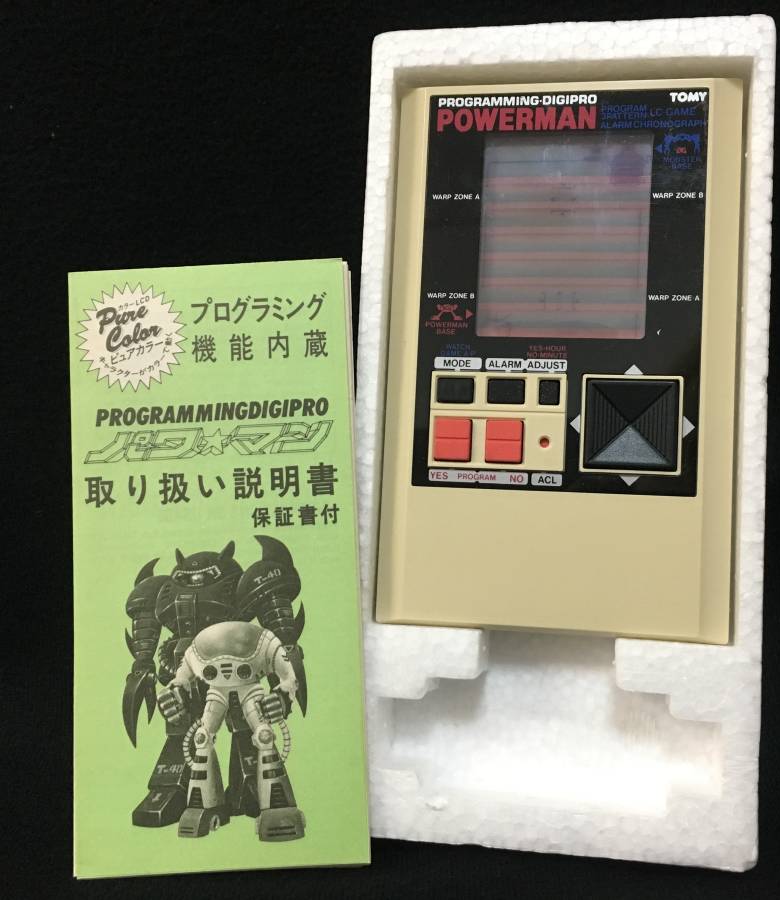 カラーLCD
Pure
Color
ピュアカラー
プログラミング
機能内蔵
PROGRAMMINGDIGIPRO
パワ★マン
取り扱い説明書
保証書付
T-40
T-40
T-40
PROGRAMMING·DIGIPRO
TOMY
POWERMAN
PROGRAM
3PATTERN LC GAME
ALARM CHRONOGRAPH
MONSTER
BASE
WARP ZONE A
WARP ZONE B
WARP ZONE B
WARP ZONE A
POWERMAN
BASE
WATCH
YES-HOUR
NO-MINUTE
MODE
ALARM
ADJUST
YES
PROGRAM
NO
ACL